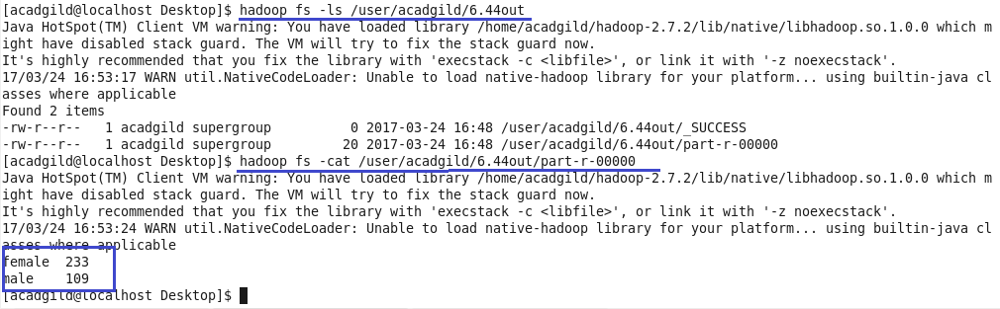 [acadgild@localhost Desktop]$ hadoop fs -ls /user/acadgild/6.44out
Java HotSpot(TM) Client VM warning: You have loaded library /home/acadgild/hadoop-2.7.2/lib/native/libhadoop.so.1.0.0 which m
ight have disabled stack guard. The VM will try to fix the stack guard now.
It's highly recommended that you fix the library with 'execstack -c <libfile>', or link it with '-z noexecstack'.
17/03/24 16:53:17 WARN util.NativeCodeLoader: Unable to load native-hadoop library for your platform... using builtin-java cl
asses where applicable
Found 2 items
-rw-r--r--   1 acadgild supergroup          0 2017-03-24 16:48 /user/acadgild/6.44out/_SUCCESS
-rw-r--r--   1 acadgild supergroup         20 2017-03-24 16:48 /user/acadgild/6.44out/part-r-00000
[acadgild@localhost Desktop]$ hadoop fs -cat /user/acadgild/6.44out/part-r-00000
Java HotSpot(TM) Client VM warning: You have loaded library /home/acadgild/hadoop-2.7.2/lib/native/libhadoop.so.1.0.0 which m
ight have disabled stack guard. The VM will try to fix the stack guard now.
It's highly recommended that you fix the library with 'execstack -c <libfile>', or link it with '-z noexecstack'.
17/03/24 16:53:24 WARN util.NativeCodeLoader: Unable to load native-hadoop library for your platform... using builtin-java cl
asses where applicable
female  233
male    109
[acadgild@localhost Desktop]$